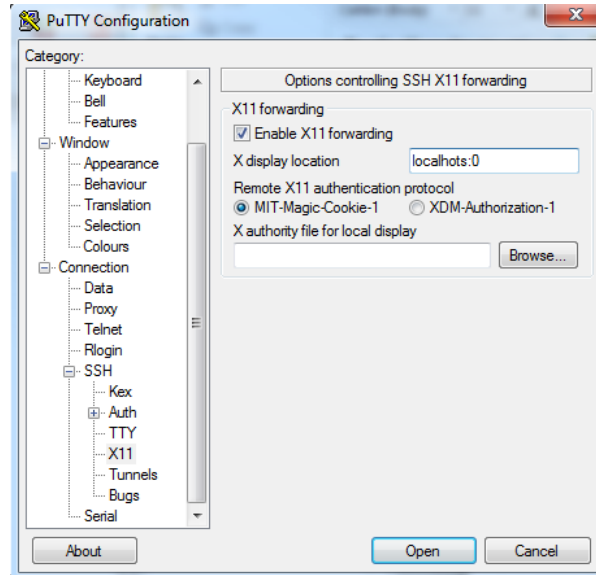 PuTTY Configuration
Category:
Keyboard
Bell
Features
Window
Appearance
Behaviour
Translation
Selection
Colours
Connection
Data
Proxy
Telnet
Rlogin
SSH
Kex
Auth
TTY
X11
Tunnels
Bugs
Serial
Options controlling SSH X11 forwarding
X11 forwarding
Enable X11 forwarding
X display location localhots:0
Remote X11 authentication protocol
MIT-Magic-Cookie-1 XDM-Authorization-1
X authority file for local display
Browse...
About Open Cancel